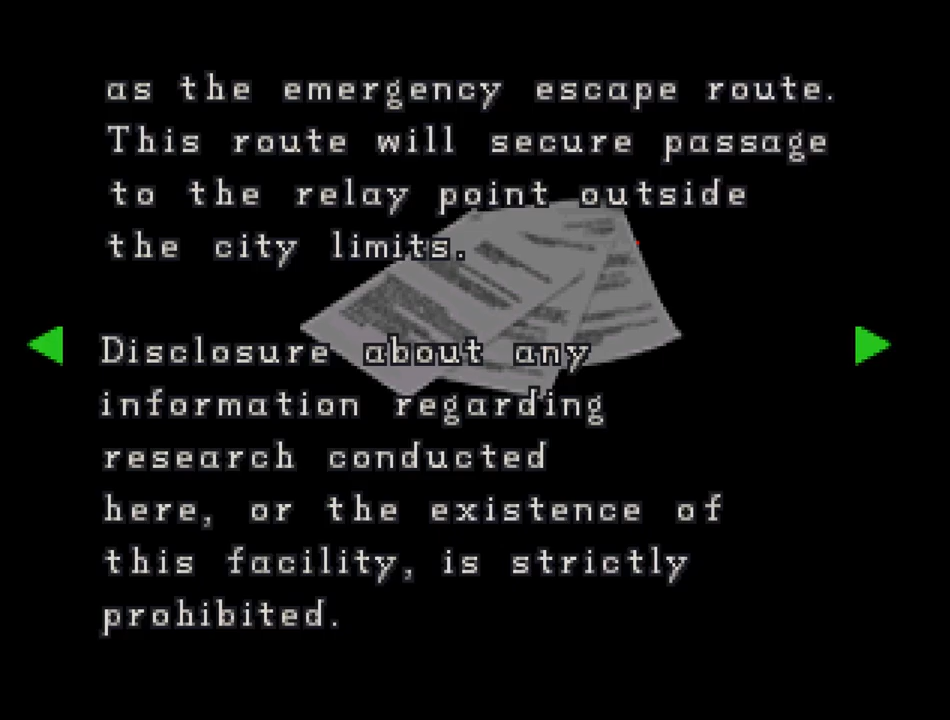 as the emergency escape route.
This route will secure passage
to the relay point outside
the city limits.
Disclosure about any
information regarding
research conducted
here, or the existence of
this facility, is strictly
prohibited.